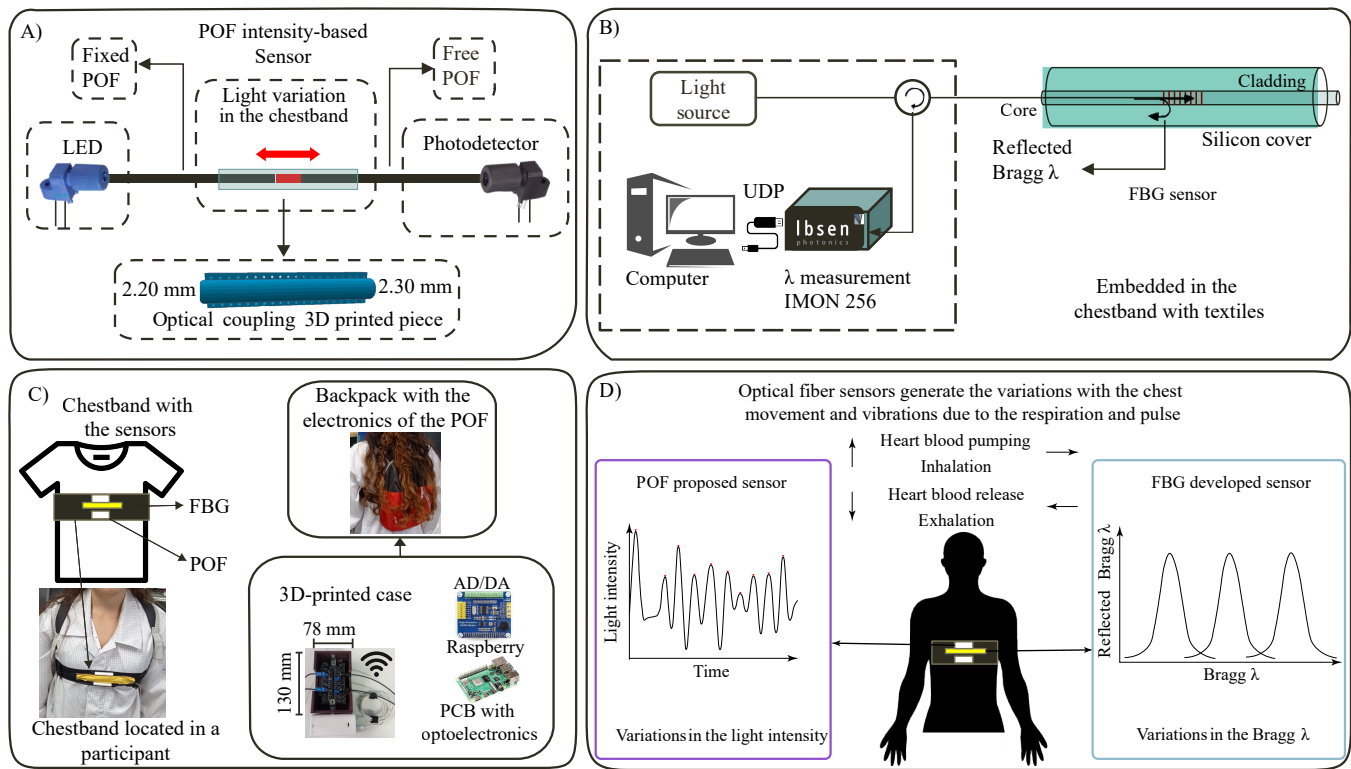 A)
POF intensity-based
Sensor
Fixed
POF
Free
POF
Light variation
in the chestband
LED
Photodetector
2.20 mm
2.30 mm
Optical coupling 3D printed piece
B)
Light
source
Cladding
Core
Silicon cover
Reflected
Bragg λ
FBG sensor
UDP
Ibsen
photonics
Computer
λ measurement
IMON 256
Embedded in the
chestband with textiles
C)
Chestband with
the sensors
FBG
POF
Chestband located in a
participant
Backpack with the
electronics of the POF
3D-printed case
78 mm
130 mm
AD/DA
Raspberry
PCB with
optoelectronics
D)
Optical fiber sensors generate the variations with the chest
movement and vibrations due to the respiration and pulse
Heart blood pumping
Inhalation
Heart blood release
Exhalation
POF proposed sensor
Light intensity
Time
Variations in the light intensity
FBG developed sensor
Reflected Bragg λ
Bragg λ
Variations in the Bragg λ